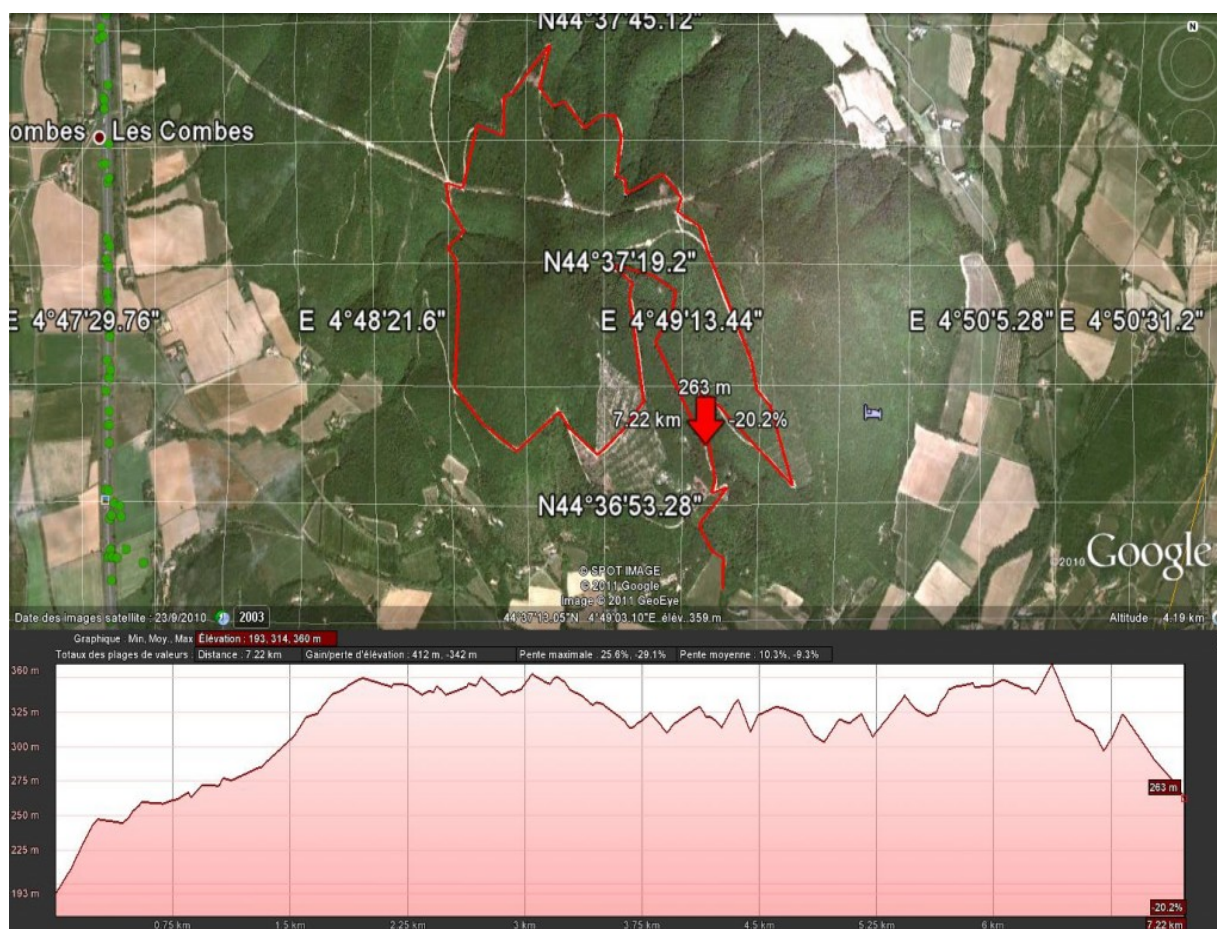 N44°37'45.12"
N
ombes Les Combes
N44°37'19.2"
E 4°47'29.76" E 4°48'21.6" E 4°49'13.44" E 4°50'5.28" E 4°50'31.2"
263 m
7.22 km -20.2%
N44°36'53.28"
© SPOT IMAGE
© 2011 Google
Image © 2011 GeoEye
©2010 Google
Date des images satellite : 23/9/2010 2003 44°37'13.05"N 4°49'03.10"E élév. 359 m Altitude 4.19 km
Graphique : Min, Moy., Max Élévation : 193, 314, 360 m
Totaux des plages de valeurs : Distance : 7.22 km Gain/perte d'élévation : 412 m, -342 m Pente maximale : 25.6%, -29.1% Pente moyenne : 10.3%, -9.3%
360 m
325 m
300 m
275 m
263 m
250 m
225 m
193 m
-20.2%
0.75 km 1.5 km 2.25 km 3 km 3.75 km 4.5 km 5.25 km 6 km 7.22 km